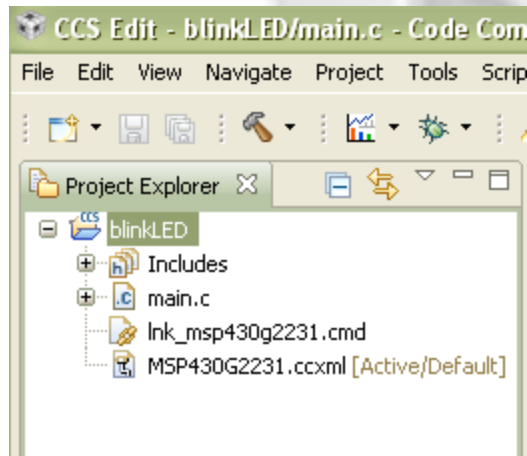 CCS Edit - blinkLED/main.c - Code Com
File Edit View Navigate Project Tools Scrip
Project Explorer
CCS blinkLED
h Includes
.c main.c
lnk_msp430g2231.cmd
MSP430G2231.ccxml [Active/Default]